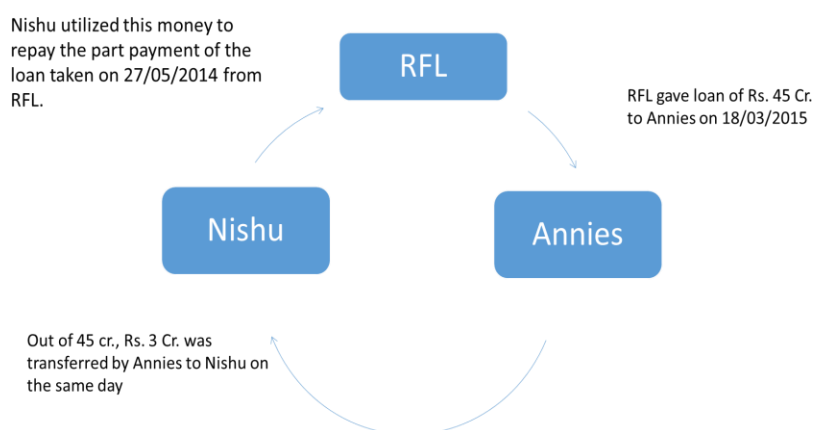 Nishu utilized this money to
repay the part payment of the
loan taken on 27/05/2014 from
RFL.
RFL
RFL gave loan of Rs. 45 Cr.
to Annies on 18/03/2015
Nishu
Annies
Out of 45 cr., Rs. 3 Cr. was
transferred by Annies to Nishu on
the same day